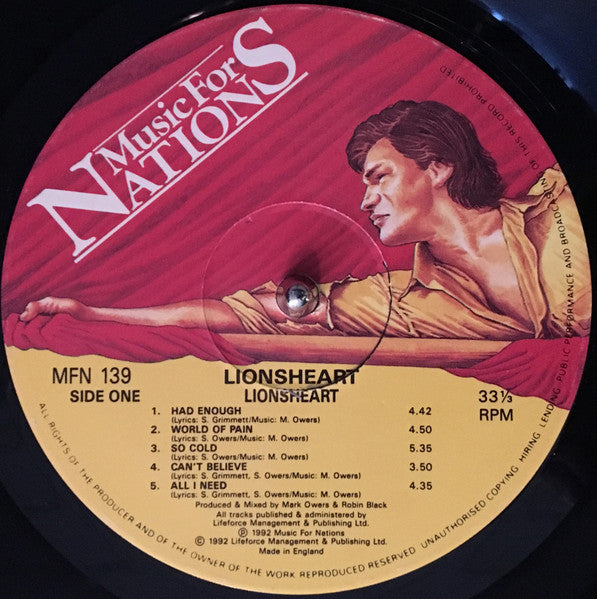 Music For
NATIONS
MFN 139
SIDE ONE
LIONSHEART
LIONSHEART
33⅓
RPM
1. HAD ENOUGH 4.42
(Lyrics: S. Grimmett/Music: M. Owers)
2. WORLD OF PAIN 4.50
(Lyrics: S. Owers/Music: M. Owers)
3. SO COLD 5.35
(Lyrics: S. Owers/Music: M. Owers)
4. CAN'T BELIEVE 3.50
(Lyrics: S. Grimmett, S. Owers/Music: M. Owers)
5. ALL I NEED 4.35
(Lyrics: S. Grimmett, S. Owers/Music: M. Owers)
Produced & Mixed by Mark Owers & Robin Black
All tracks published & administered by
Lifeforce Management & Publishing Ltd.
℗ 1992 Music For Nations
© 1992 Lifeforce Management & Publishing Ltd.
Made in England
ALL RIGHTS OF THE PRODUCER AND OF THE OWNER OF THE WORK REPRODUCED RESERVED. UNAUTHORISED COPYING, HIRING, LENDING, PUBLIC PERFORMANCE AND BROADCASTING OF THIS RECORD PROHIBITED